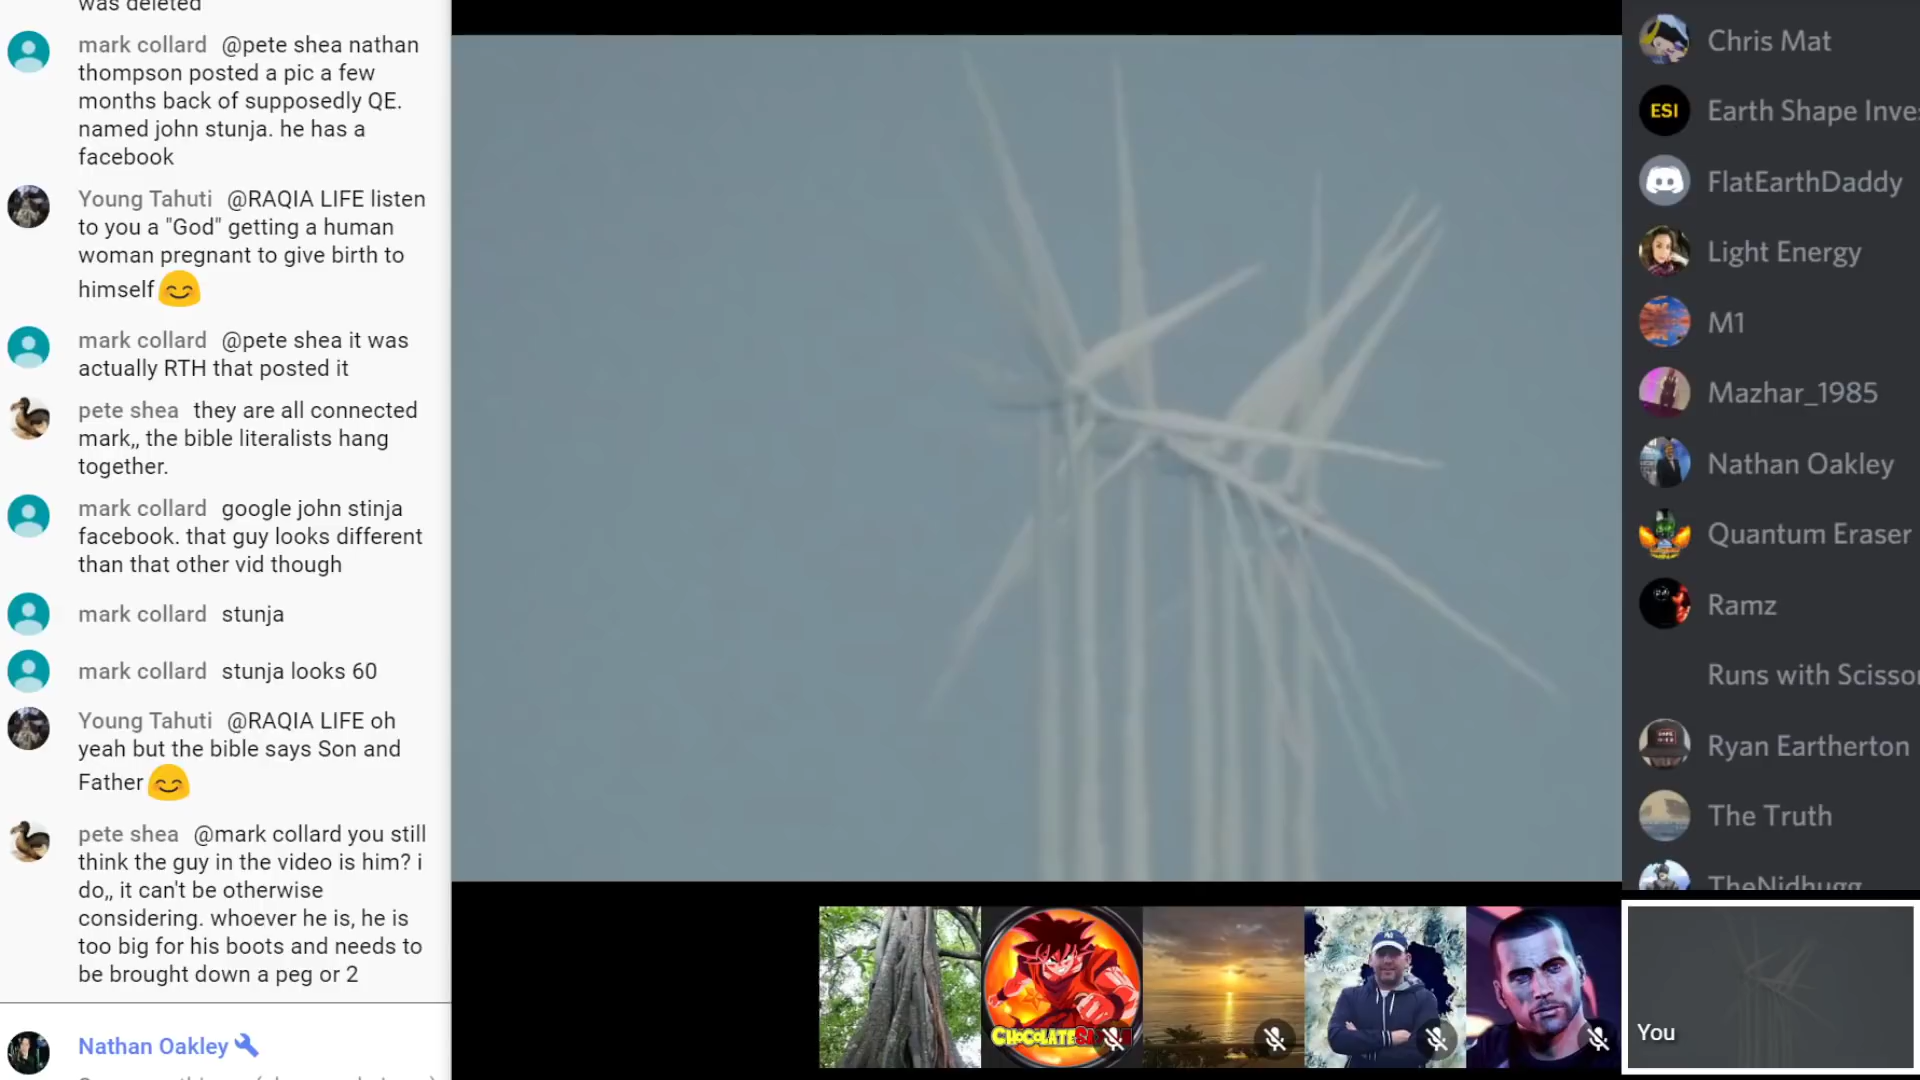 was deleted
mark collard @pete shea nathan
thompson posted a pic a few
months back of supposedly QE.
named john stunja. he has a
facebook
Young Tahuti @RAQIA LIFE listen
to you a "God" getting a human
woman pregnant to give birth to
himself
mark collard @pete shea it was
actually RTH that posted it
pete shea they are all connected
mark,, the bible literalists hang
together.
mark collard google john stinja
facebook. that guy looks different
than that other vid though
mark collard stunja
mark collard stunja looks 60
Young Tahuti @RAQIA LIFE oh
yeah but the bible says Son and
Father
pete shea @mark collard you still
think the guy in the video is him? i
do,, it can't be otherwise
considering. whoever he is, he is
too big for his boots and needs to
be brought down a peg or 2
Nathan Oakley
Chris Mat
ESI
Earth Shape Inve
FlatEarthDaddy
Light Energy
M1
Mazhar_1985
Nathan Oakley
Quantum Eraser
Ramz
Runs with Scisso
Ryan Eartherton
The Truth
TheNidhugg
You